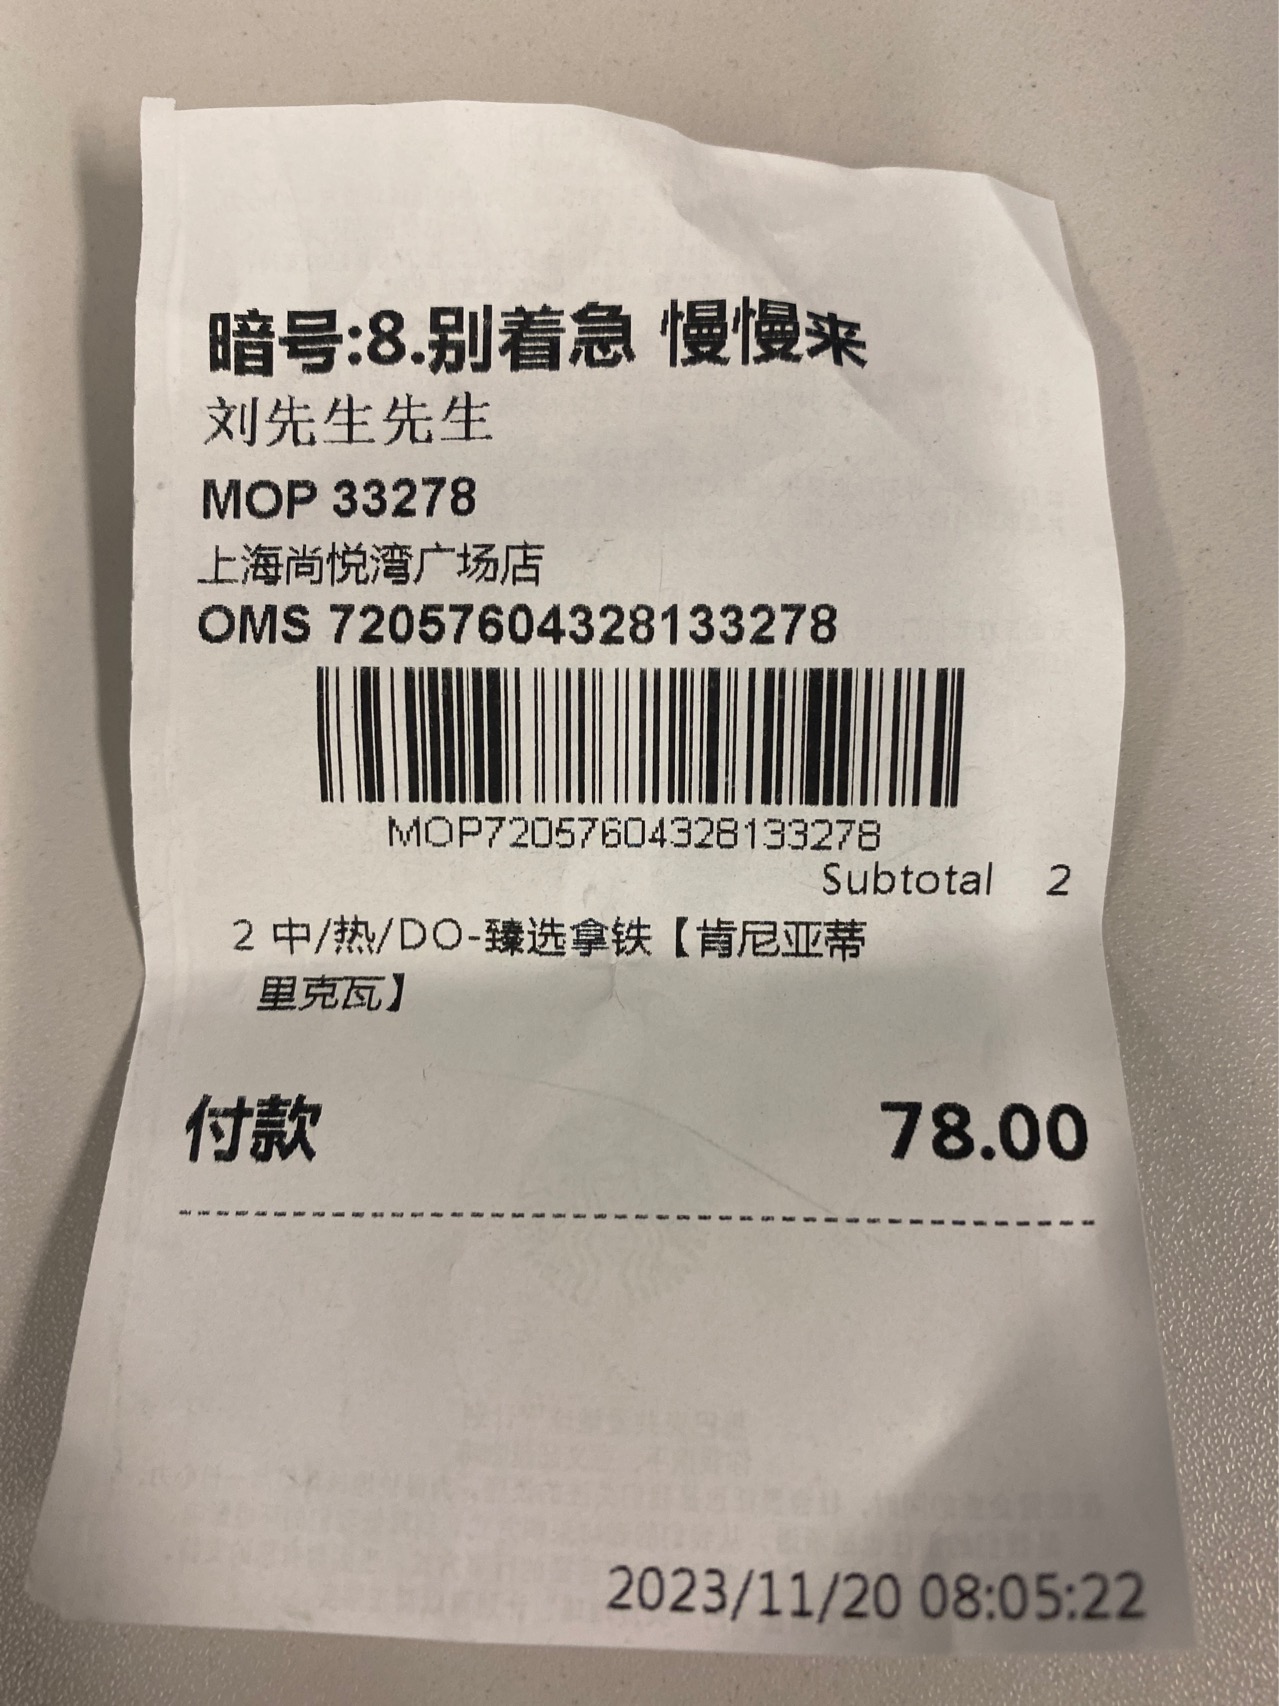 暗号:8.别着急 慢慢来
刘先生先生
MOP 33278
上海尚悦湾广场店
OMS 72057604328133278
MOP72057604328133278
Subtotal 2
2 中/热/DO-臻选拿铁【肯尼亚蒂
里克瓦】
付款 78.00
2023/11/20 08:05:22